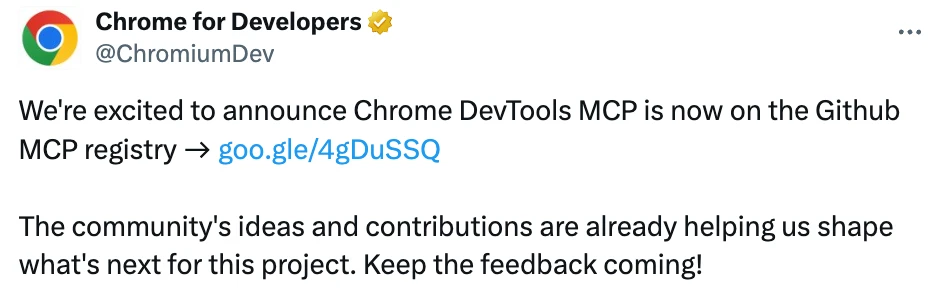 Chrome for Developers
@ChromiumDev
We're excited to announce Chrome DevTools MCP is now on the Github
MCP registry → goo.gle/4gDuSSQ
The community's ideas and contributions are already helping us shape
what's next for this project. Keep the feedback coming!